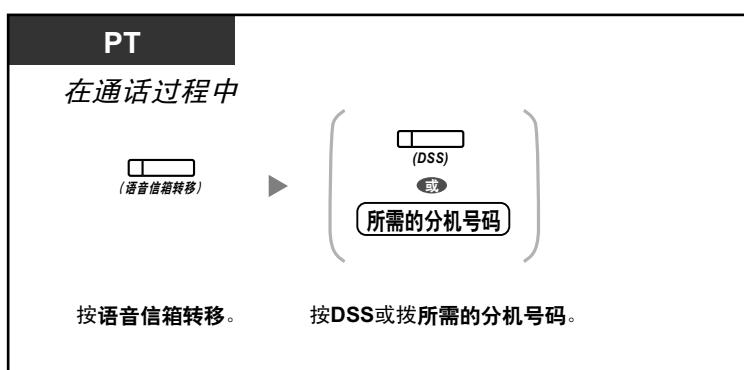 PT
在通话过程中
(语音信箱转移)
(DSS)
或
所需的分机号码
按语音信箱转移。
按DSS或拨所需的分机号码。